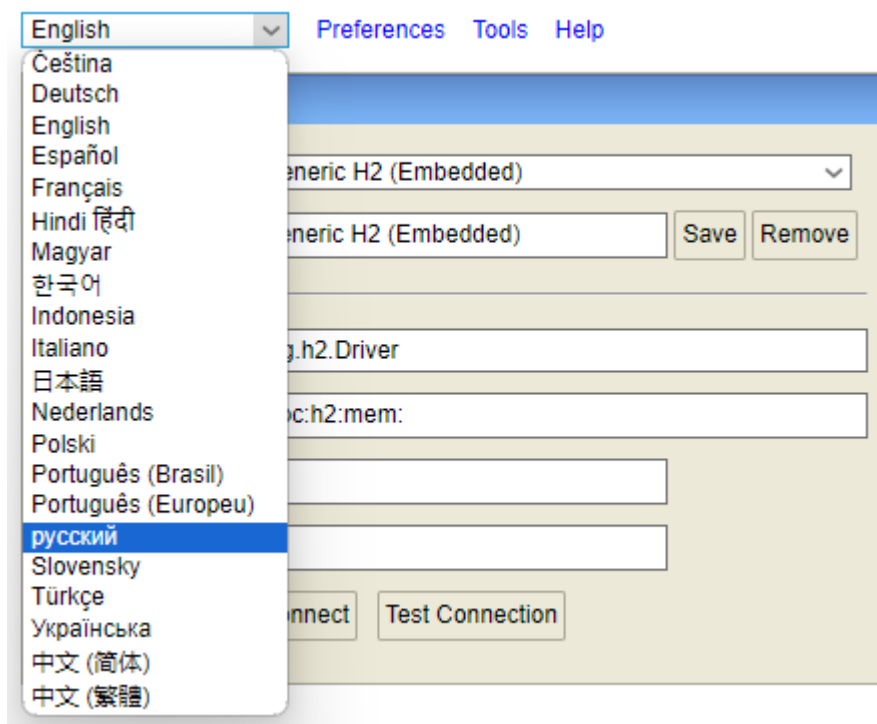 English Preferences Tools Help
Čeština
Deutsch
English
Español
Français
Hindi हिंदी
Magyar
한국어
Indonesia
Italiano
日本語
Nederlands
Polski
Português (Brasil)
Português (Europeu)
русский
Slovensky
Türkçe
Українська
中文 (简体)
中文 (繁體)
eneric H2 (Embedded)
eneric H2 (Embedded) Save Remove
g.h2.Driver
oc:h2:mem:
nnect Test Connection